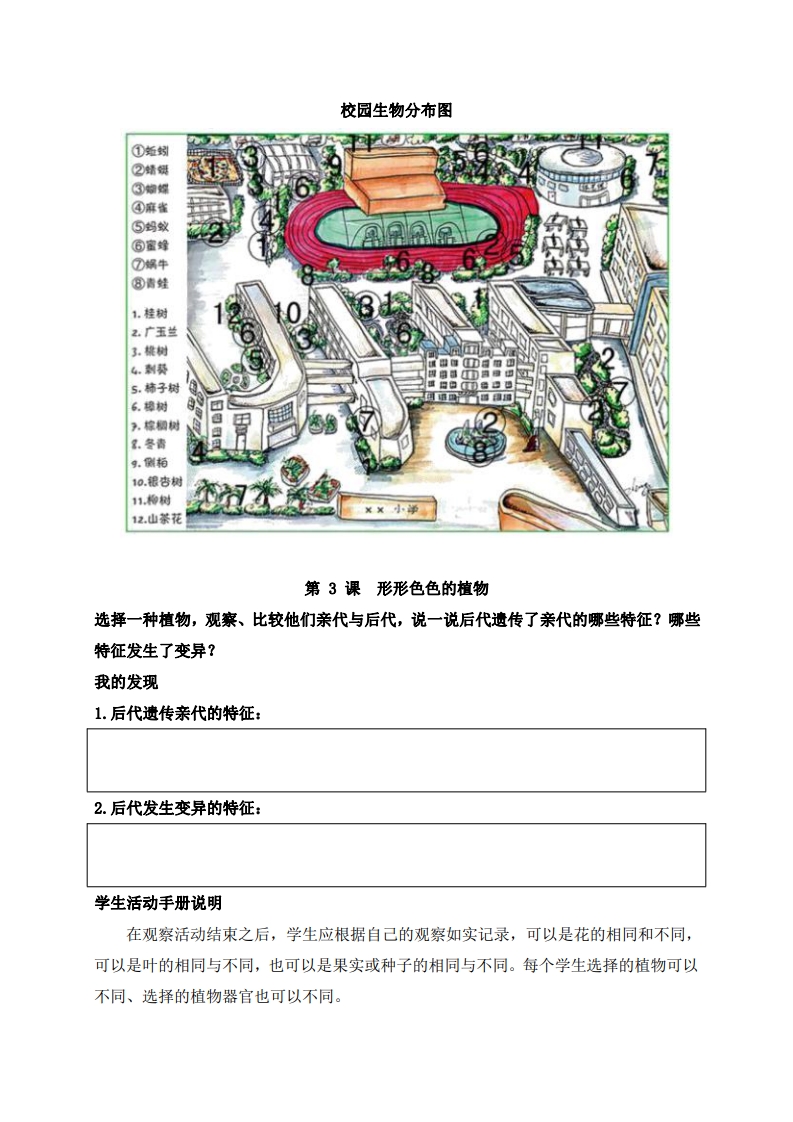 校园生物分布图
①蚯蚓
②蜻蜓
③蝴蝶
④麻雀
⑤蚂蚁
⑥蜜蜂
⑦蜗牛
⑧青蛙
1. 桂树
2. 广玉兰
3. 棍树
4. 刺葵
5. 柿子树
6. 樟树
7. 棕榈树
8. 冬青
9. 侧柏
10.银杏树
11.柳树
12.山茶花
×× 小学
第 3 课 形形色色的植物
选择一种植物，观察、比较他们亲代与后代，说一说后代遗传了亲代的哪些特征？哪些
特征发生了变异？
我的发现
1.后代遗传亲代的特征：
2.后代发生变异的特征：
学生活动手册说明
在观察活动结束之后，学生应根据自己的观察如实记录，可以是花的相同和不同，
可以是叶的相同与不同，也可以是果实或种子的相同与不同。每个学生选择的植物可以
不同、选择的植物器官也可以不同。